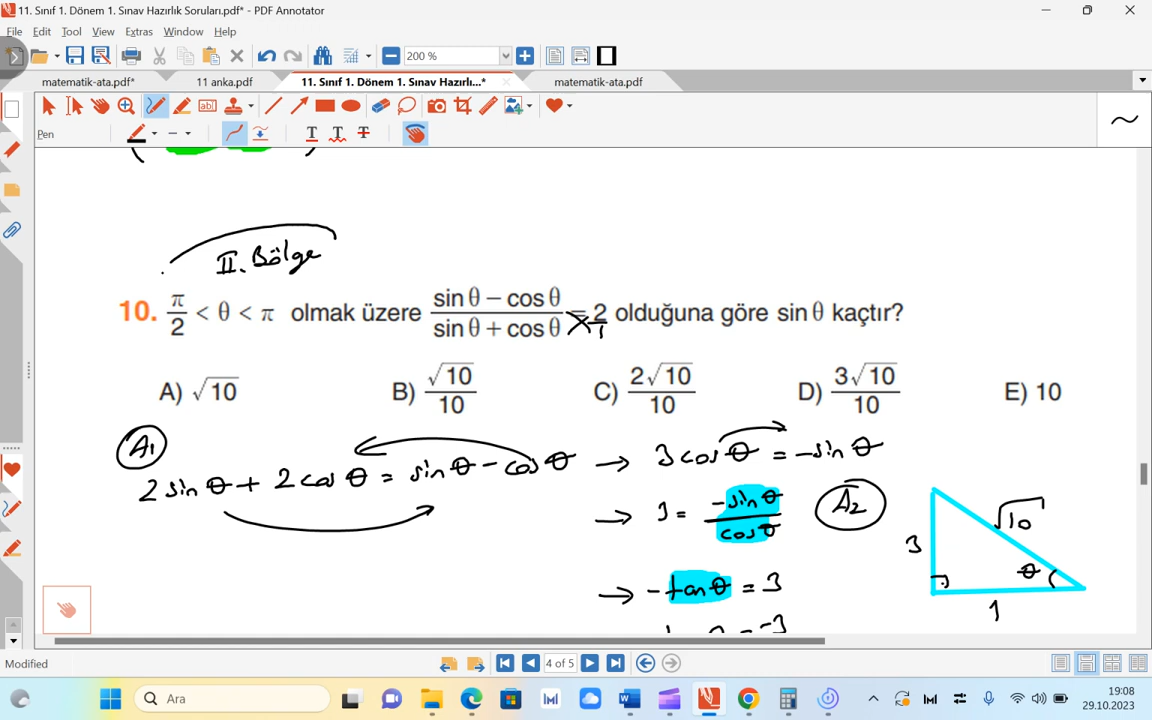 11. Sınıf 1. Dönem 1. Sınav Hazırlık Soruları.pdf* - PDF Annotator
File Edit Tool View Extras Window Help
200 %
matematik-ata.pdf* 11 anka.pdf 11. Sınıf 1. Dönem 1. Sınav Hazırlı...* matematik-ata.pdf
Pen
II. Bölge
10. π/2 < θ < π olmak üzere (sin θ − cos θ)/(sin θ + cos θ) = 2/1 olduğuna göre sin θ kaçtır?
A) √10 B) √10/10 C) 2√10/10 D) 3√10/10 E) 10
A1
2 sin θ + 2 cos θ = sin θ − cos θ → 3 cos θ = −sin θ
→ 3 = −sin θ/cos θ
A2
√10
3
θ
1
→ −tan θ = 3
Modified
4 of 5
Ara
19:08
29.10.2023